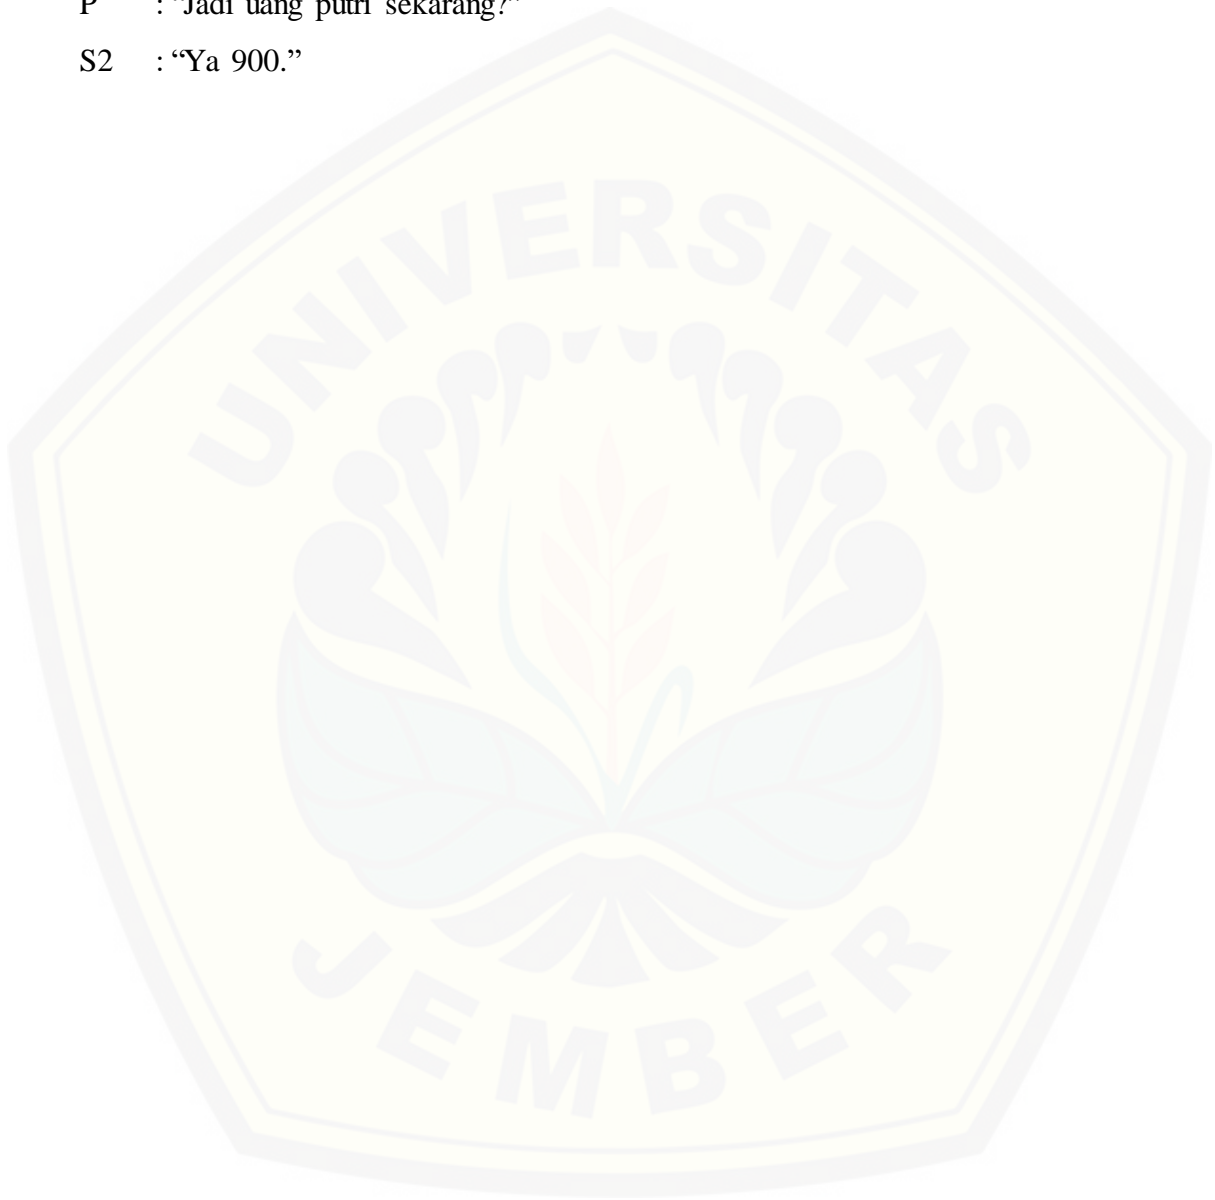 P : “Jadi uang putri sekarang?”
S2 : “Ya 900.”
UNIVERSITAS
JEMBER